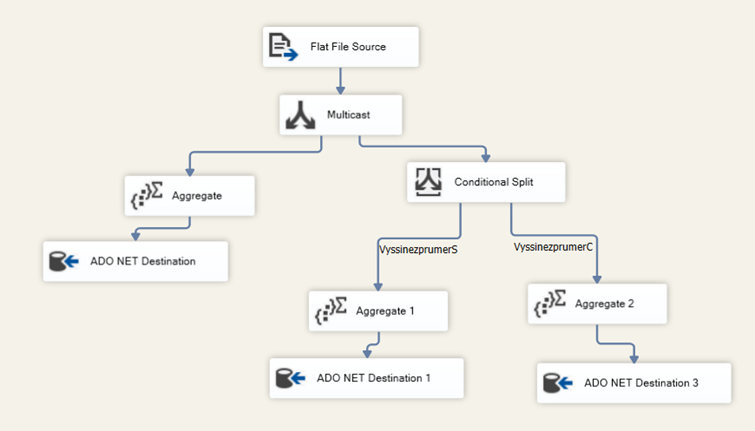 Flat File Source
Multicast
Aggregate
Conditional Split
ADO NET Destination
VyssinezprumerS
VyssinezprumerC
Aggregate 1
Aggregate 2
ADO NET Destination 1
ADO NET Destination 3